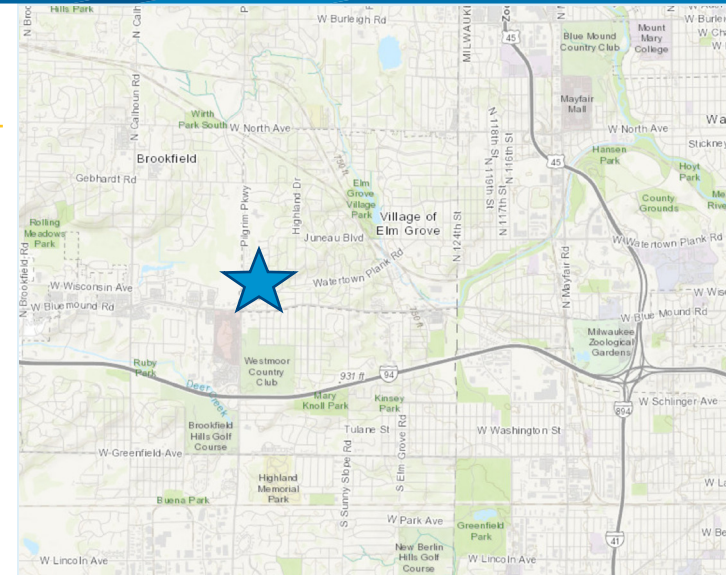 Hills Park
N Calhoun Rd
W Burleigh Rd
45
Blue Mound
Country Club
Mount
Mary
College
Mayfair
Mall
Wirth
Park South
W North Ave
Brookfield
Gebhardt Rd
Pilgrim Pkwy
Highland Dr
750 ft
Elm
Grove
Village
Park
Village of
Elm Grove
Juneau Blvd
Watertown Plank Rd
N 124th St
N 118th St
N 119th St
N 117th St
N 116th St
45
W North Ave
Hansen
Park
Hoyt
Park
County
Grounds
W Watertown Plank Rd
N Mayfair Rd
Rolling
Meadows
Park
N Brookfield Rd
W Wisconsin Ave
W Bluemound Rd
750 ft
W Blue Mound Rd
Milwaukee
Zoological
Gardens
Ruby
Park
Deer Creek
Westmoor
Country
Club
931 ft
94
Mary
Knoll Park
Kinsey
Park
894
W Schlinger Ave
Brookfield
Hills Golf
Course
Tulane St
W Washington St
W Greenfield Ave
S Sunny Slope Rd
S Elm Grove Rd
Highland
Memorial
Park
Buena Park
W Park Ave
Greenfield
Park
41
W Lincoln Ave
New Berlin
Hills Golf
Course
W Lincoln Ave